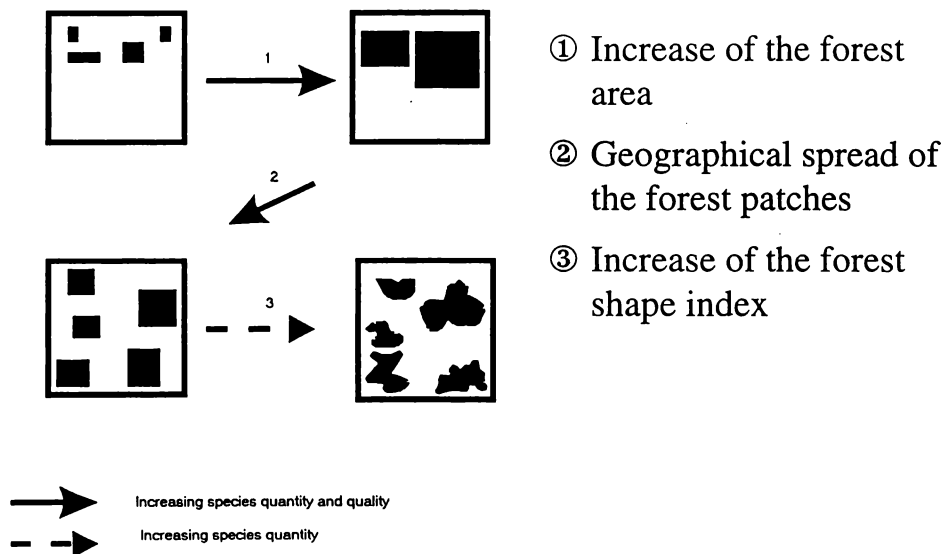 1
① Increase of the forest
area
② Geographical spread of
the forest patches
③ Increase of the forest
shape index
2
3
Increasing species quantity and quality
Increasing species quantity